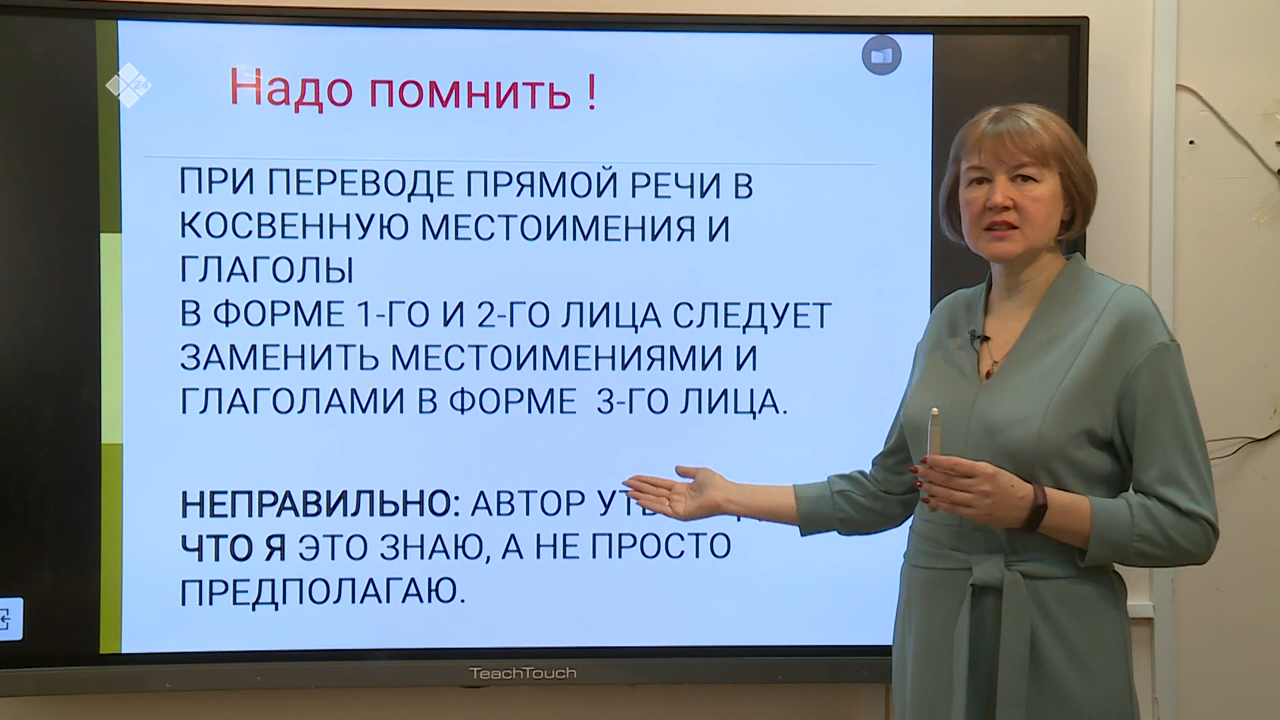 Надо помнить !
ПРИ ПЕРЕВОДЕ ПРЯМОЙ РЕЧИ В
КОСВЕННУЮ МЕСТОИМЕНИЯ И
ГЛАГОЛЫ
В ФОРМЕ 1-ГО И 2-ГО ЛИЦА СЛЕДУЕТ
ЗАМЕНИТЬ МЕСТОИМЕНИЯМИ И
ГЛАГОЛАМИ В ФОРМЕ 3-ГО ЛИЦА.
НЕПРАВИЛЬНО: АВТОР
ЧТО Я ЭТО ЗНАЮ, А НЕ ПРОСТО
ПРЕДПОЛАГАЮ.
TeachTouch
24